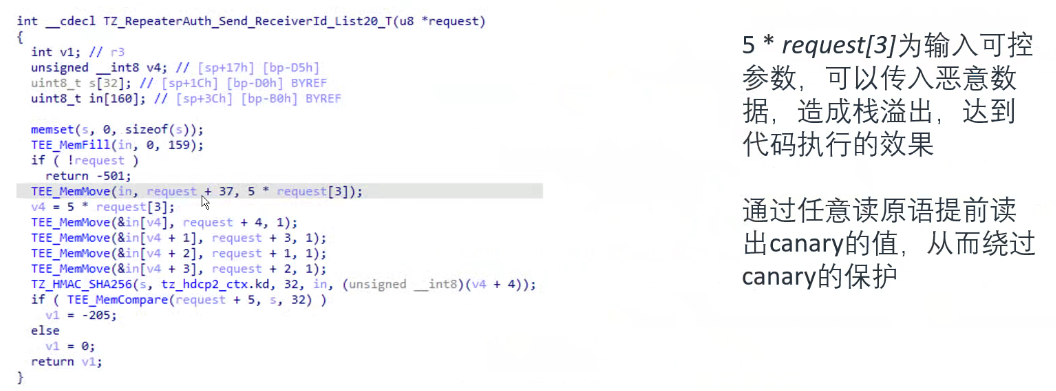 int __cdecl TZ_RepeaterAuth_Send_ReceiverId_List20_T(u8 *request)
{
int v1; // r3
unsigned __int8 v4; // [sp+17h] [bp-D5h]
uint8_t s[32]; // [sp+1Ch] [bp-D0h] BYREF
uint8_t in[160]; // [sp+3Ch] [bp-B0h] BYREF
memset(s, 0, sizeof(s));
TEE_MemFill(in, 0, 159);
if ( !request )
return -501;
TEE_MemMove(in, request + 37, 5 * request[3]);
v4 = 5 * request[3];
TEE_MemMove(&in[v4], request + 4, 1);
TEE_MemMove(&in[v4 + 1], request + 3, 1);
TEE_MemMove(&in[v4 + 2], request + 1, 1);
TEE_MemMove(&in[v4 + 3], request + 2, 1);
TZ_HMAC_SHA256(s, tz_hdcp2_ctx.kd, 32, in, (unsigned __int8)(v4 + 4));
if ( TEE_MemCompare(request + 5, s, 32) )
v1 = -205;
else
v1 = 0;
return v1;
}
5 * request[3]为输入可控
参数，可以传入恶意数
据，造成栈溢出，达到
代码执行的效果
通过任意读原语提前读
出canary的值，从而绕过
canary的保护